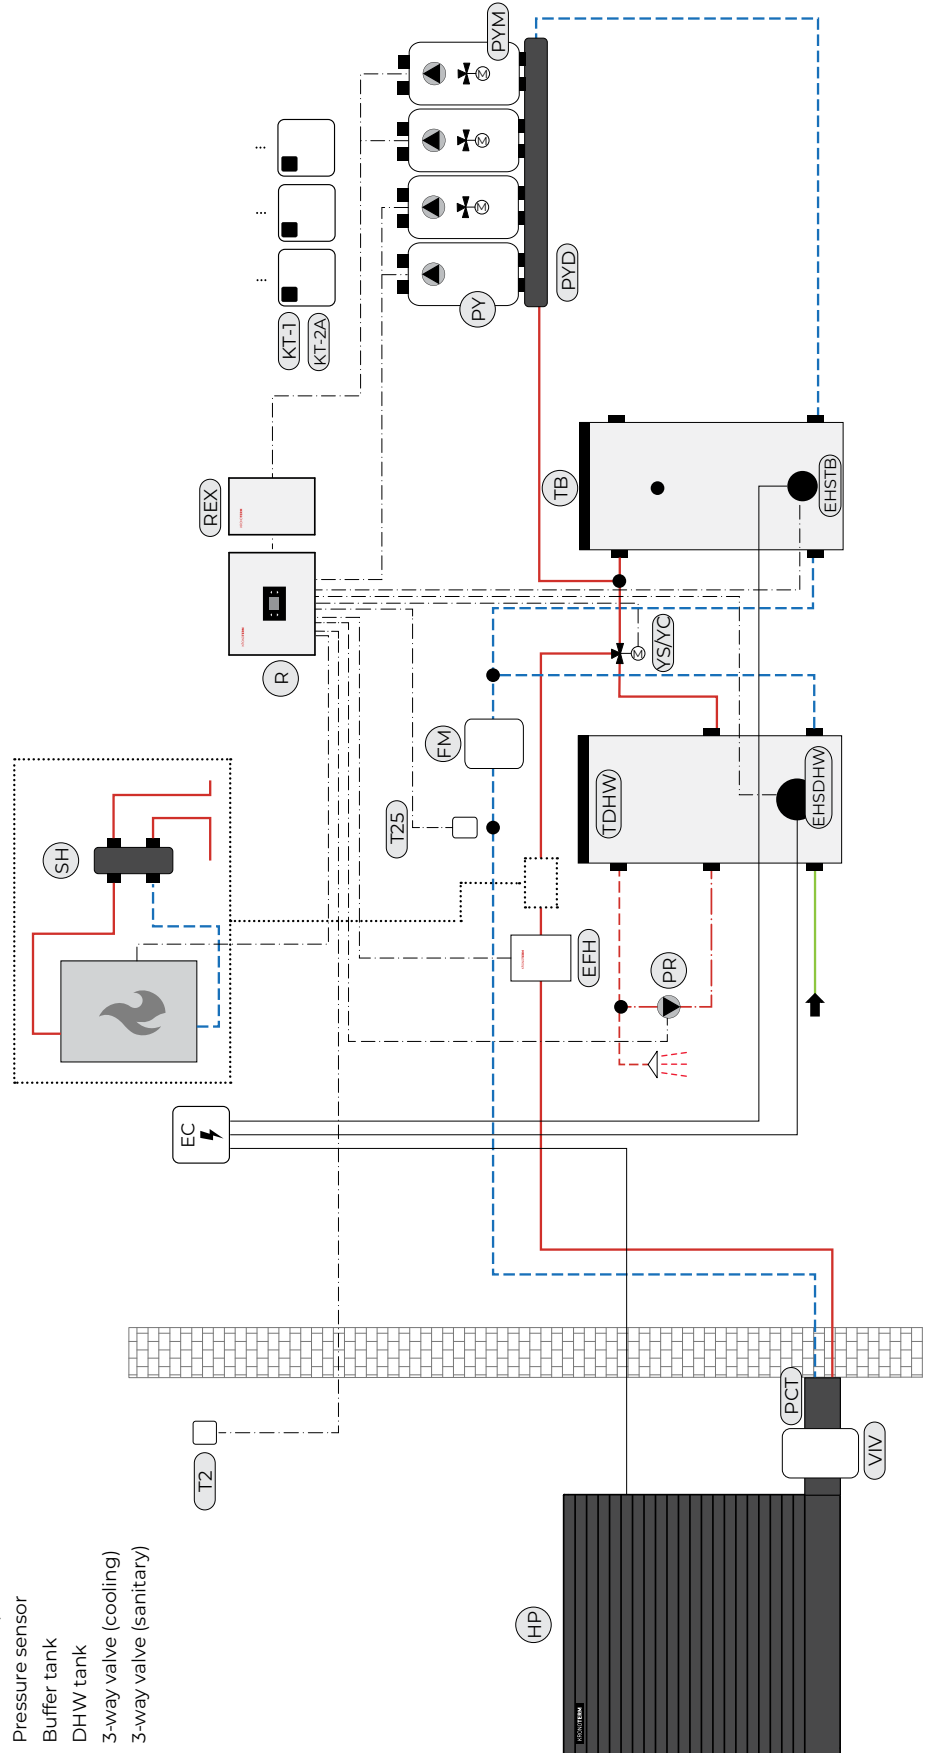 Pressure sensor
Buffer tank
DHW tank
3-way valve (cooling)
3-way valve (sanitary)
HP
KRONOTERM
T2
VIV
PCT
EC
SH
EFH
PR
T25
FM
TDHW
EHSDHW
YS/YC
M
R
REX
TB
EHSTB
KT-1
KT-2A
...
...
...
PY
PYD
PYM
M
M
M